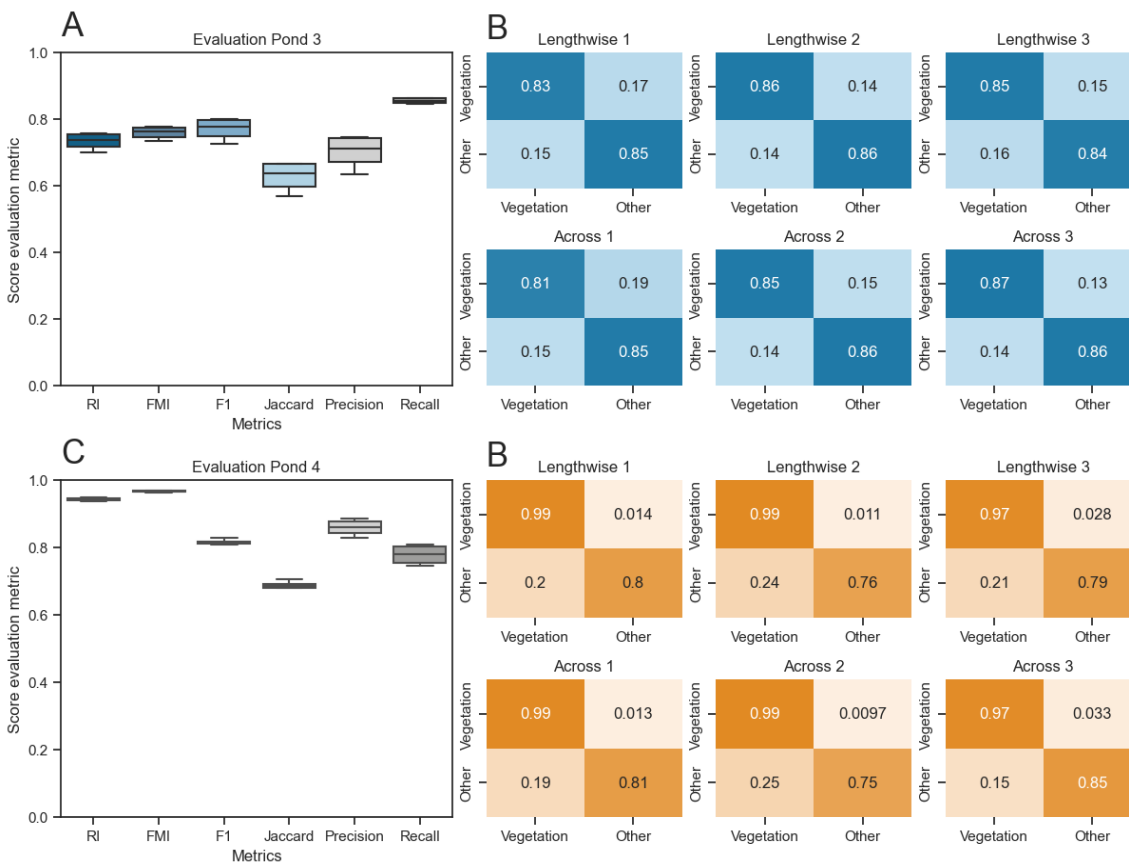 A
Evaluation Pond 3
Score evaluation metric
1.0
0.8
0.6
0.4
0.2
0.0
RI FMI F1 Jaccard Precision Recall
Metrics
B
Lengthwise 1 Lengthwise 2 Lengthwise 3
Vegetation 0.83 0.17 Vegetation 0.86 0.14 Vegetation 0.85 0.15
Other 0.15 0.85 Other 0.14 0.86 Other 0.16 0.84
Vegetation Other Vegetation Other Vegetation Other
Across 1 Across 2 Across 3
Vegetation 0.81 0.19 Vegetation 0.85 0.15 Vegetation 0.87 0.13
Other 0.15 0.85 Other 0.14 0.86 Other 0.14 0.86
Vegetation Other Vegetation Other Vegetation Other
C
Evaluation Pond 4
Score evaluation metric
1.0
0.8
0.6
0.4
0.2
0.0
RI FMI F1 Jaccard Precision Recall
Metrics
B
Lengthwise 1 Lengthwise 2 Lengthwise 3
Vegetation 0.99 0.014 Vegetation 0.99 0.011 Vegetation 0.97 0.028
Other 0.2 0.8 Other 0.24 0.76 Other 0.21 0.79
Vegetation Other Vegetation Other Vegetation Other
Across 1 Across 2 Across 3
Vegetation 0.99 0.013 Vegetation 0.99 0.0097 Vegetation 0.97 0.033
Other 0.19 0.81 Other 0.25 0.75 Other 0.15 0.85
Vegetation Other Vegetation Other Vegetation Other